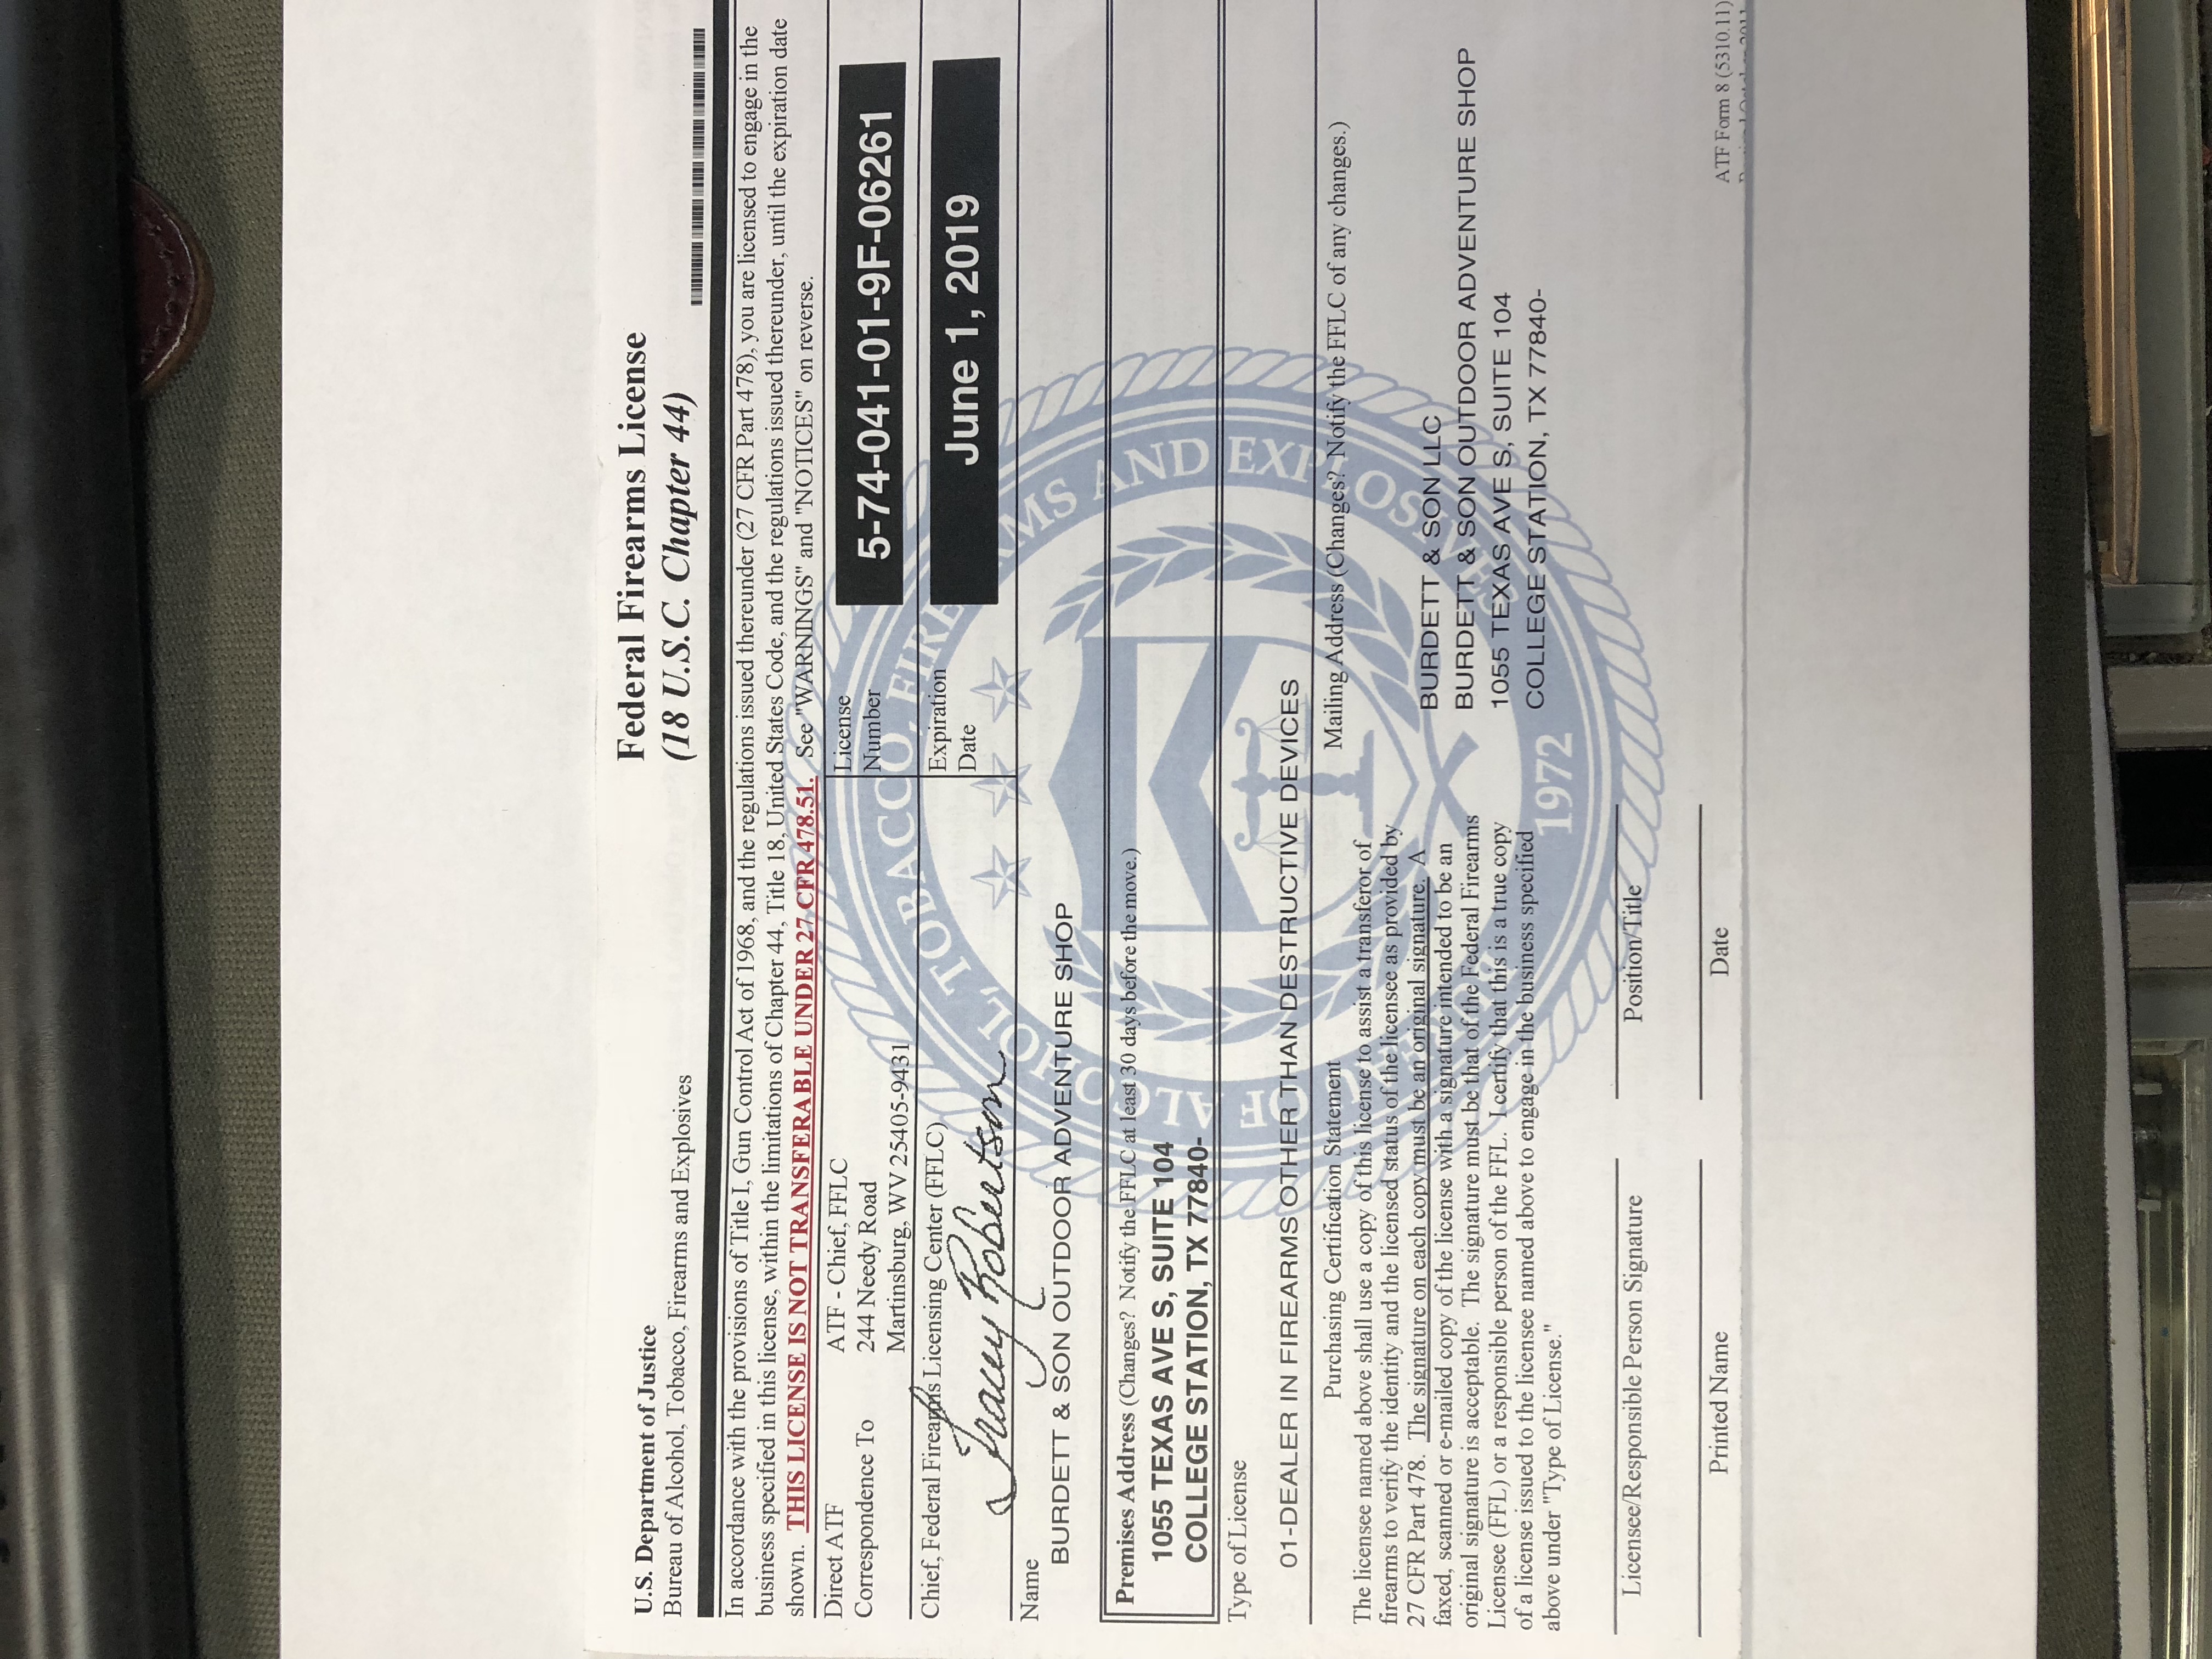 U.S. Department of Justice
Bureau of Alcohol, Tobacco, Firearms and Explosives
Federal Firearms License
(18 U.S.C. Chapter 44)
In accordance with the provisions of Title I, Gun Control Act of 1968, and the regulations issued thereunder (27 CFR Part 478), you are licensed to engage in the
business specified in this license, within the limitations of Chapter 44, Title 18, United States Code, and the regulations issued thereunder, until the expiration date
shown. THIS LICENSE IS NOT TRANSFERABLE UNDER 27 CFR 478.51. See "WARNINGS" and "NOTICES" on reverse.
Direct ATF
Correspondence To
ATF - Chief, FFLC
244 Needy Road
Martinsburg, WV 25405-9431
License
Number
5-74-041-01-9F-06261
Chief, Federal Firearms Licensing Center (FFLC)
Tracey Robertson
Expiration
Date
June 1, 2019
Name
BURDETT & SON OUTDOOR ADVENTURE SHOP
Premises Address (Changes? Notify the FFLC at least 30 days before the move.)
1055 TEXAS AVE S, SUITE 104
COLLEGE STATION, TX 77840-
Type of License
01-DEALER IN FIREARMS OTHER THAN DESTRUCTIVE DEVICES
Purchasing Certification Statement
The licensee named above shall use a copy of this license to assist a transferor of
firearms to verify the identity and the licensed status of the licensee as provided by
27 CFR Part 478. The signature on each copy must be an original signature. A
faxed, scanned or e-mailed copy of the license with a signature intended to be an
original signature is acceptable. The signature must be that of the Federal Firearms
Licensee (FFL) or a responsible person of the FFL. I certify that this is a true copy
of a license issued to the licensee named above to engage in the business specified
above under "Type of License."
Mailing Address (Changes? Notify the FFLC of any changes.)
BURDETT & SON LLC
BURDETT & SON OUTDOOR ADVENTURE SHOP
1055 TEXAS AVE S, SUITE 104
COLLEGE STATION, TX 77840-
Licensee/Responsible Person Signature
Position/Title
Printed Name
Date
ATF Form 8 (5310.11)
OF ALCOHOL, TOBACCO, FIREARMS AND EXPLOSIVES
1972